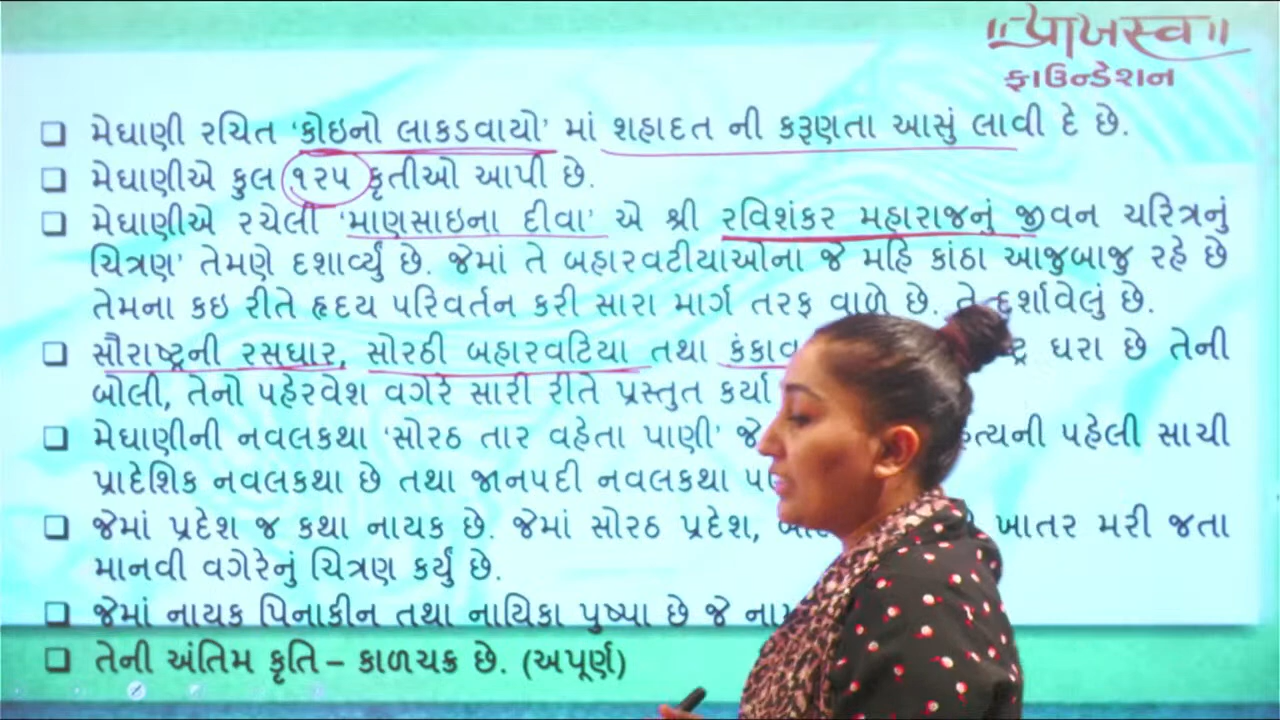 ॥પ્રાખસ્વ॥
ફાઉન્ડેશન
❑ મેઘાણી રચિત ‘કોઇનો લાકડવાયો’ માં શહાદત ની કરૂણતા આસું લાવી દે છે.
❑ મેઘાણીએ કુલ ૧૨૫ કૃતીઓ આપી છે.
❑ મેઘાણીએ રચેલી ‘માણસાઇના દીવા’ એ શ્રી રવિશંકર મહારાજનું જીવન ચરિત્રનું
ચિત્રણ’ તેમણે દશાવ્યું છે. જેમાં તે બહારવટીયાઓના જે મહિ કાંઠા આજુબાજુ રહે છે
તેમના કઇ રીતે હૃદય પરિવર્તન કરી સારા માર્ગ તરફ વાળે છે. તે દર્શાવેલું છે.
❑ સૌરાષ્ટ્રની રસધાર, સોરઠી બહારવટિયા તથા ધરા છે તેની
બોલી, તેનો પહેરવેશ વગેરે સારી રીતે પ્રસ્તુત કર્યા
❑ મેઘાણીની નવલકથા ‘સોરઠ તાર વહેતા પાણી’ જે પહેલી સાચી
પ્રાદેશિક નવલકથા છે તથા જાનપદી નવલકથા
❑ જેમાં પ્રદેશ જ કથા નાયક છે. જેમાં સોરઠ પ્રદેશ, ખાતર મરી જતા
માનવી વગેરેનું ચિત્રણ કર્યું છે.
❑ જેમાં નાયક પિનાકીન તથા નાયિકા પુષ્પા છે જે
❑ તેની અંતિમ કૃતિ – કાળચક્ર છે. (અપૂર્ણ)